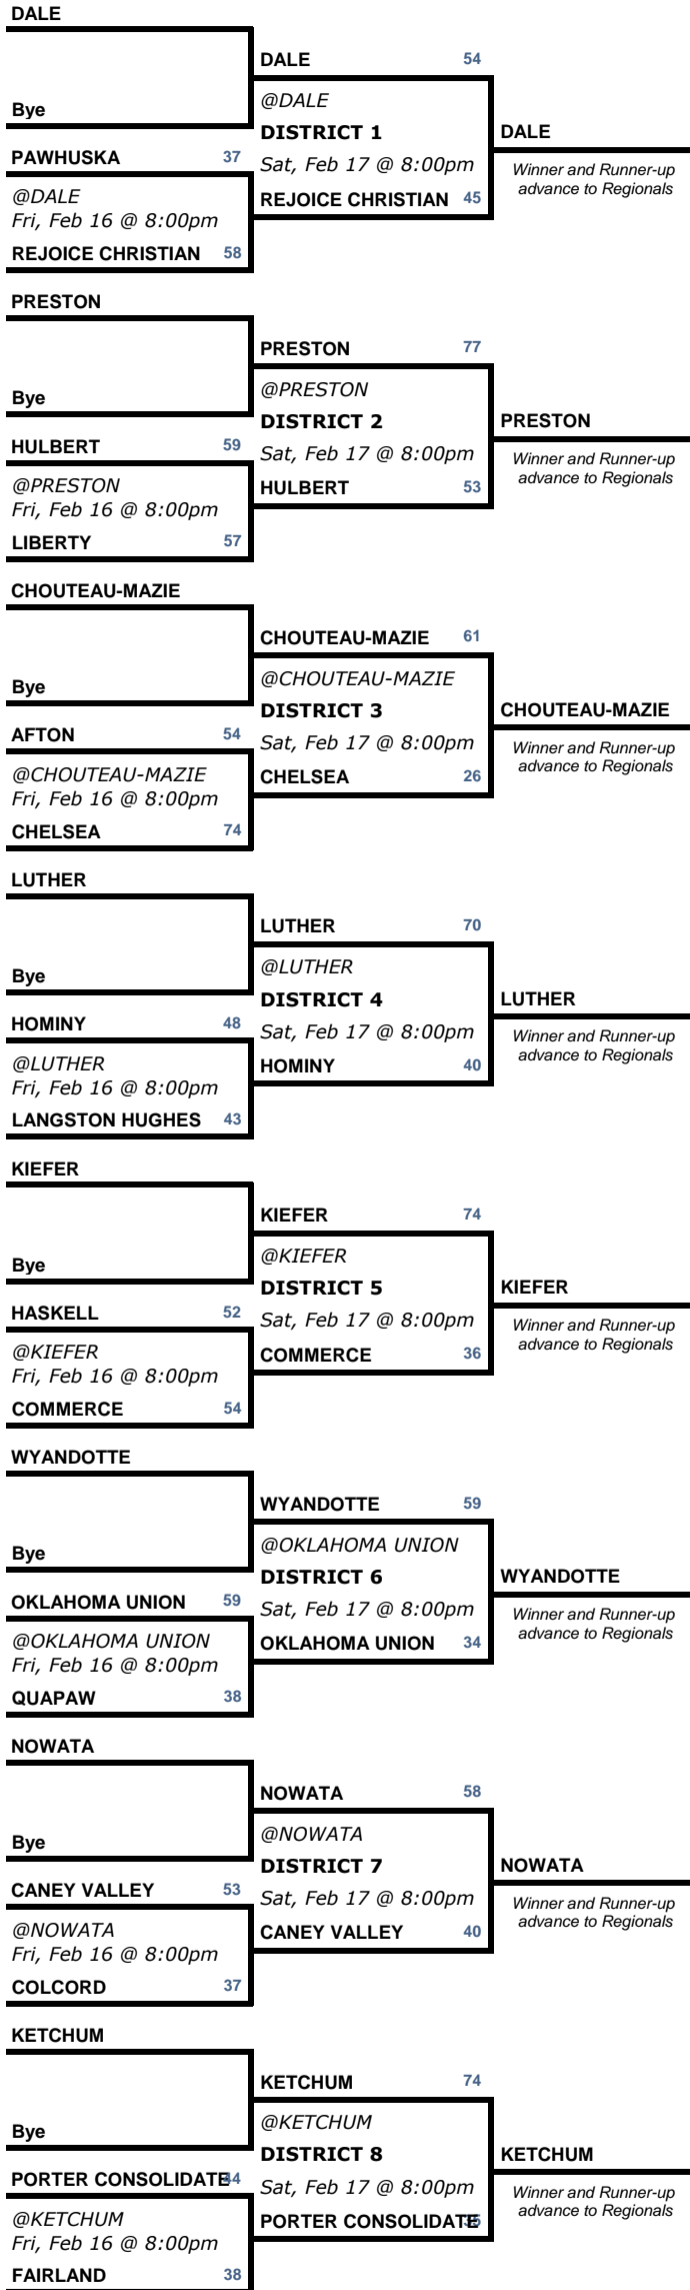 DALE
Bye
PAWHUSKA 37
@DALE
Fri, Feb 16 @ 8:00pm
REJOICE CHRISTIAN 58
DALE 54
@DALE
DISTRICT 1
Sat, Feb 17 @ 8:00pm
REJOICE CHRISTIAN 45
DALE
Winner and Runner-up
advance to Regionals
PRESTON
Bye
HULBERT 59
@PRESTON
Fri, Feb 16 @ 8:00pm
LIBERTY 57
PRESTON 77
@PRESTON
DISTRICT 2
Sat, Feb 17 @ 8:00pm
HULBERT 53
PRESTON
Winner and Runner-up
advance to Regionals
CHOUTEAU-MAZIE
Bye
AFTON 54
@CHOUTEAU-MAZIE
Fri, Feb 16 @ 8:00pm
CHELSEA 74
CHOUTEAU-MAZIE 61
@CHOUTEAU-MAZIE
DISTRICT 3
Sat, Feb 17 @ 8:00pm
CHELSEA 26
CHOUTEAU-MAZIE
Winner and Runner-up
advance to Regionals
LUTHER
Bye
HOMINY 48
@LUTHER
Fri, Feb 16 @ 8:00pm
LANGSTON HUGHES 43
LUTHER 70
@LUTHER
DISTRICT 4
Sat, Feb 17 @ 8:00pm
HOMINY 40
LUTHER
Winner and Runner-up
advance to Regionals
KIEFER
Bye
HASKELL 52
@KIEFER
Fri, Feb 16 @ 8:00pm
COMMERCE 54
KIEFER 74
@KIEFER
DISTRICT 5
Sat, Feb 17 @ 8:00pm
COMMERCE 36
KIEFER
Winner and Runner-up
advance to Regionals
WYANDOTTE
Bye
OKLAHOMA UNION 59
@OKLAHOMA UNION
Fri, Feb 16 @ 8:00pm
QUAPAW 38
WYANDOTTE 59
@OKLAHOMA UNION
DISTRICT 6
Sat, Feb 17 @ 8:00pm
OKLAHOMA UNION 34
WYANDOTTE
Winner and Runner-up
advance to Regionals
NOWATA
Bye
CANEY VALLEY 53
@NOWATA
Fri, Feb 16 @ 8:00pm
COLCORD 37
NOWATA 58
@NOWATA
DISTRICT 7
Sat, Feb 17 @ 8:00pm
CANEY VALLEY 40
NOWATA
Winner and Runner-up
advance to Regionals
KETCHUM
Bye
PORTER CONSOLIDATE 44
@KETCHUM
Fri, Feb 16 @ 8:00pm
FAIRLAND 38
KETCHUM 74
@KETCHUM
DISTRICT 8
Sat, Feb 17 @ 8:00pm
PORTER CONSOLIDATE
KETCHUM
Winner and Runner-up
advance to Regionals